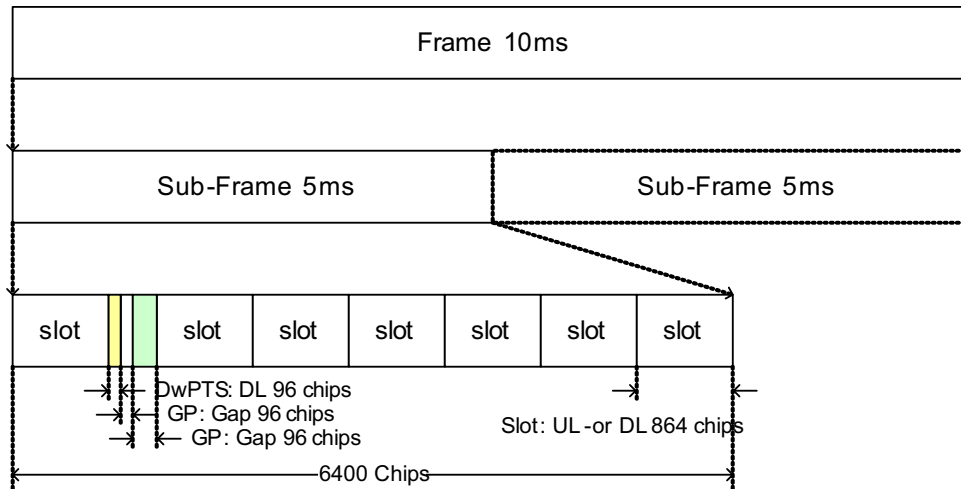 Frame 10ms
Sub-Frame 5ms
Sub-Frame 5ms
slot
slot
slot
slot
slot
slot
slot
DwPTS: DL 96 chips
GP: Gap 96 chips
GP: Gap 96 chips
Slot: UL-or DL 864 chips
6400 Chips